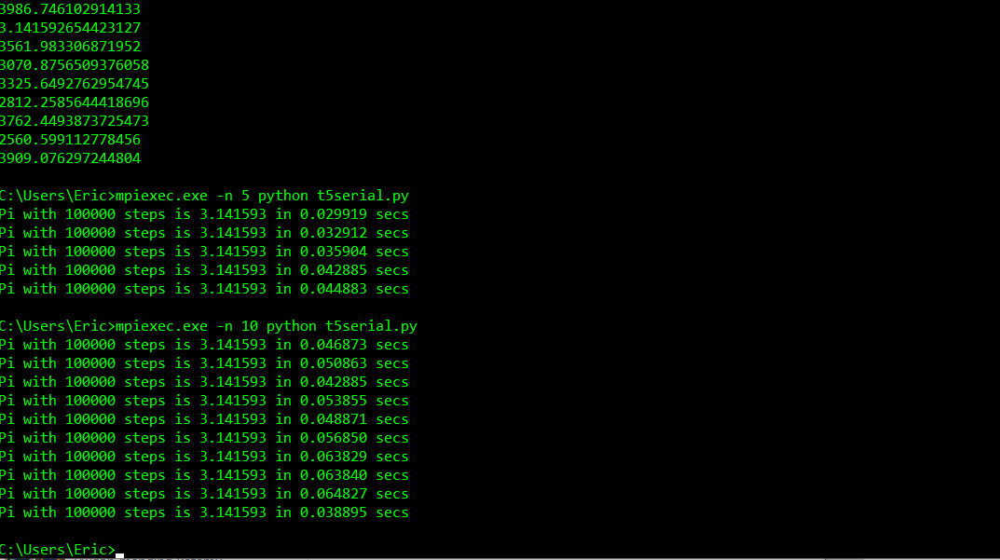 3986.746102914133
3.141592654423127
3561.983306871952
3070.8756509376058
3325.6492762954745
2812.2585644418696
3762.4493873725473
2560.599112778456
3909.076297244804
C:\Users\Eric>mpiexec.exe -n 5 python t5serial.py
Pi with 100000 steps is 3.141593 in 0.029919 secs
Pi with 100000 steps is 3.141593 in 0.032912 secs
Pi with 100000 steps is 3.141593 in 0.035904 secs
Pi with 100000 steps is 3.141593 in 0.042885 secs
Pi with 100000 steps is 3.141593 in 0.044883 secs
C:\Users\Eric>mpiexec.exe -n 10 python t5serial.py
Pi with 100000 steps is 3.141593 in 0.046873 secs
Pi with 100000 steps is 3.141593 in 0.050863 secs
Pi with 100000 steps is 3.141593 in 0.042885 secs
Pi with 100000 steps is 3.141593 in 0.053855 secs
Pi with 100000 steps is 3.141593 in 0.048871 secs
Pi with 100000 steps is 3.141593 in 0.056850 secs
Pi with 100000 steps is 3.141593 in 0.063829 secs
Pi with 100000 steps is 3.141593 in 0.063840 secs
Pi with 100000 steps is 3.141593 in 0.064827 secs
Pi with 100000 steps is 3.141593 in 0.038895 secs
C:\Users\Eric>